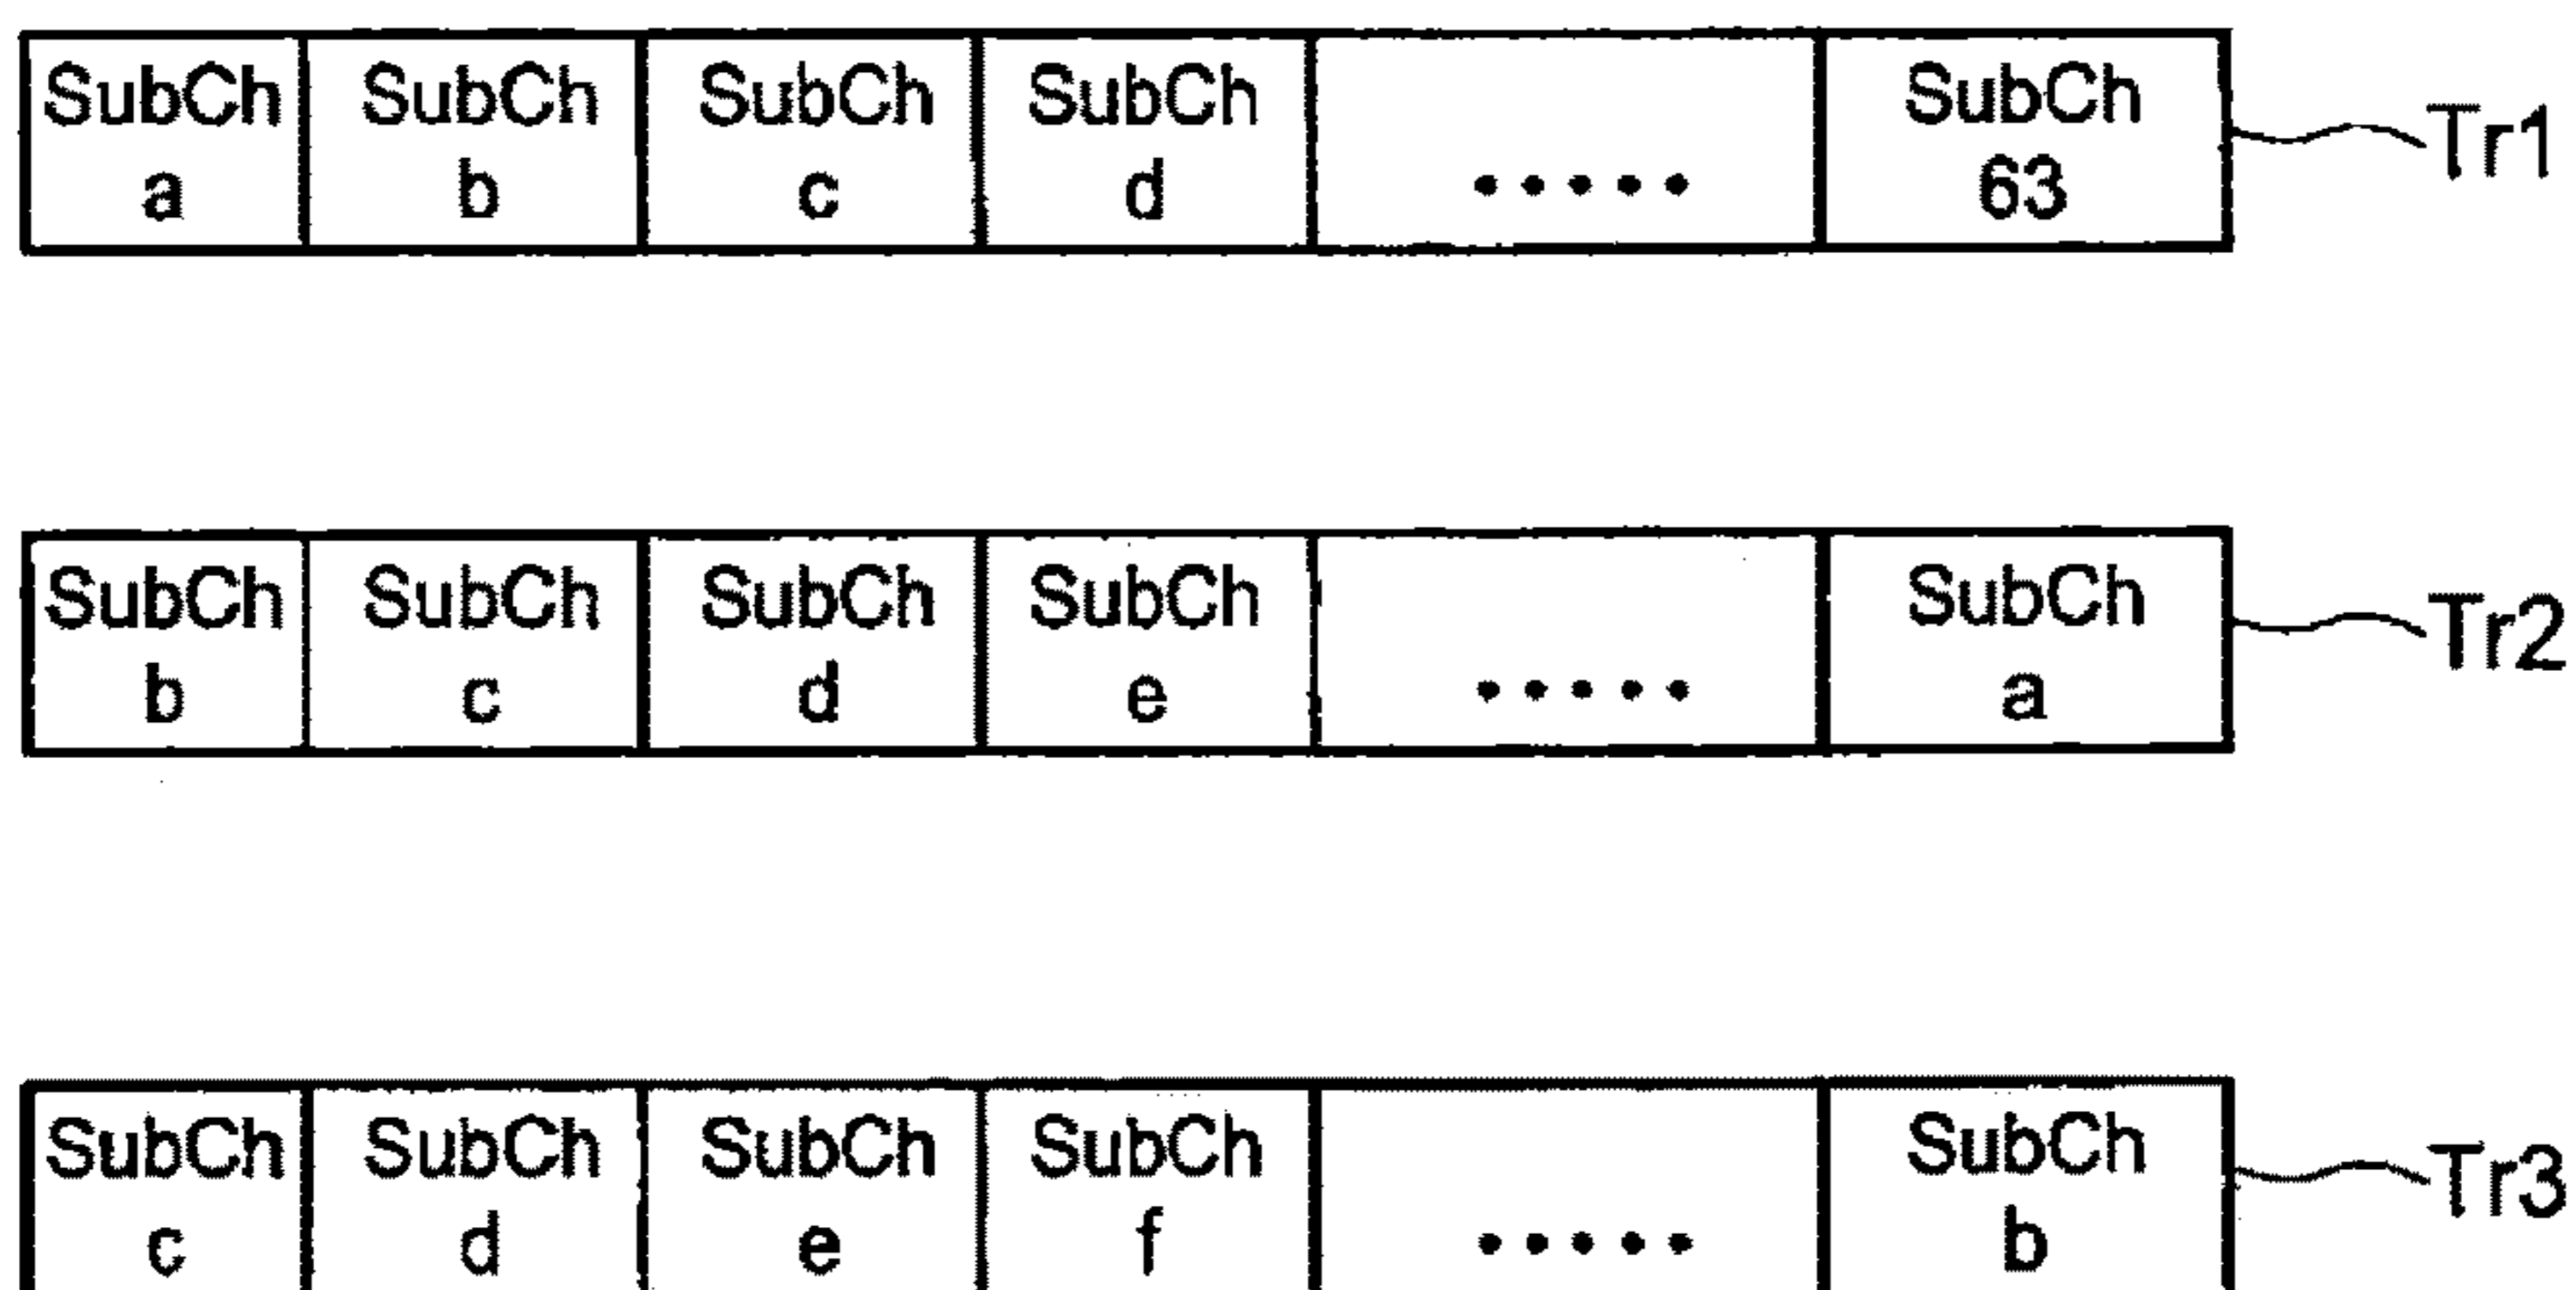 SubCh SubCh SubCh SubCh SubCh Tr1
a b c d ..... 63
SubCh SubCh SubCh SubCh SubCh Tr2
b c d e ..... a
SubCh SubCh SubCh SubCh SubCh Tr3
c d e f ..... b